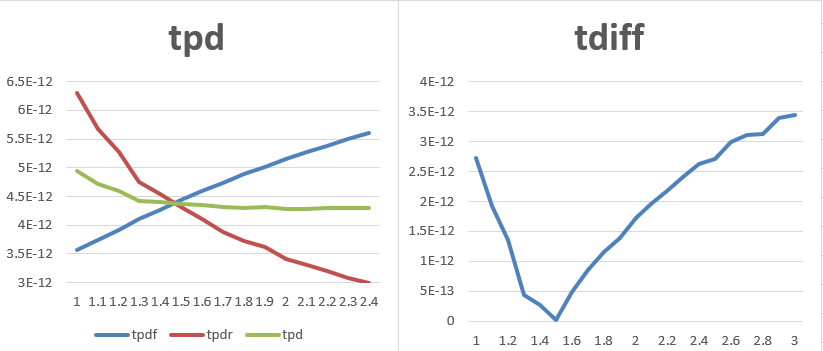 tpd
6.5E-12
6E-12
5.5E-12
5E-12
4.5E-12
4E-12
3.5E-12
3E-12
1 1.1 1.2 1.3 1.4 1.5 1.6 1.7 1.8 1.9 2 2.1 2.2 2.3 2.4
tpdf tpdr tpd
tdiff
4E-12
3.5E-12
3E-12
2.5E-12
2E-12
1.5E-12
1E-12
5E-13
0
1 1.2 1.4 1.6 1.8 2 2.2 2.4 2.6 2.8 3